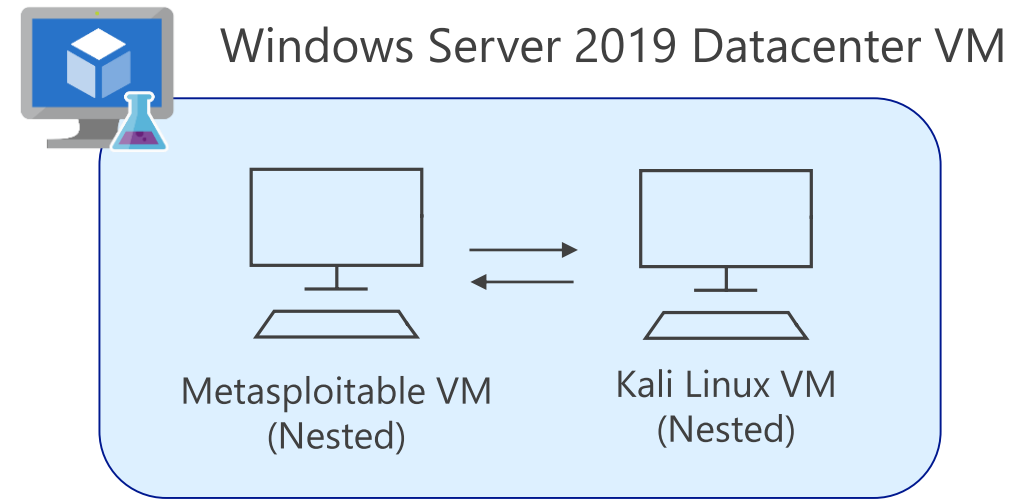 Windows Server 2019 Datacenter VM
Metasploitable VM
(Nested)
Kali Linux VM
(Nested)